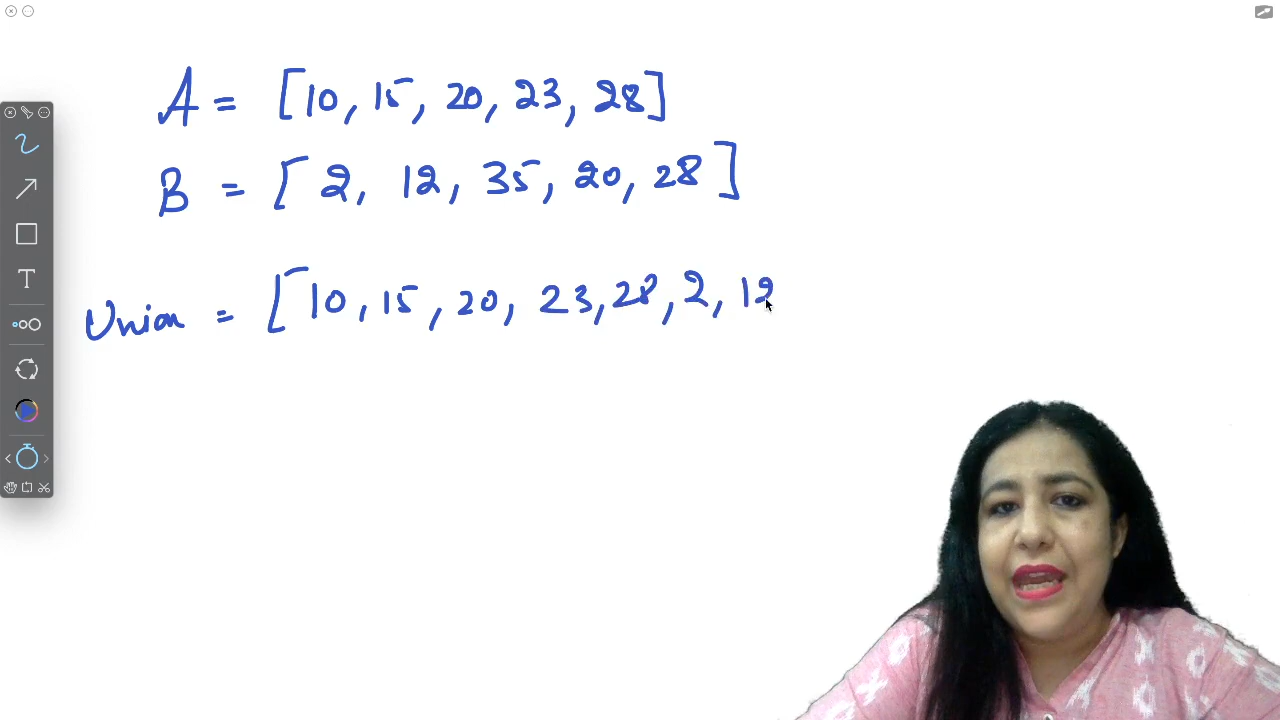 A = [10, 15, 20, 23, 28]
B = [2, 12, 35, 20, 28]
Union = [10, 15, 20, 23, 28, 2, 12
T